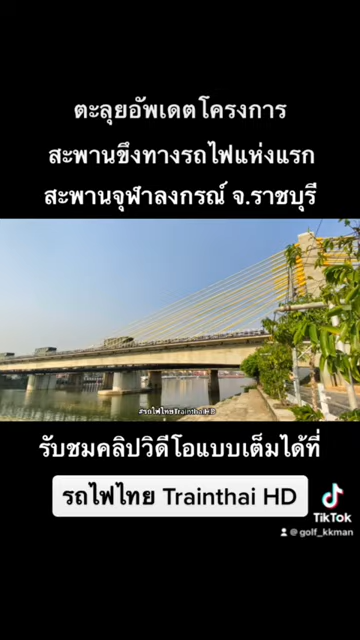 ตะลุยอัพเดตโครงการ
สะพานขึงทางรถไฟแห่งแรก
สะพานจุฬาลงกรณ์ จ.ราชบุรี
#รถไฟไทยTrainthaiHD
รับชมคลิปวิดีโอแบบเต็มได้ที่
รถไฟไทย Trainthai HD
TikTok
@golf_kkman